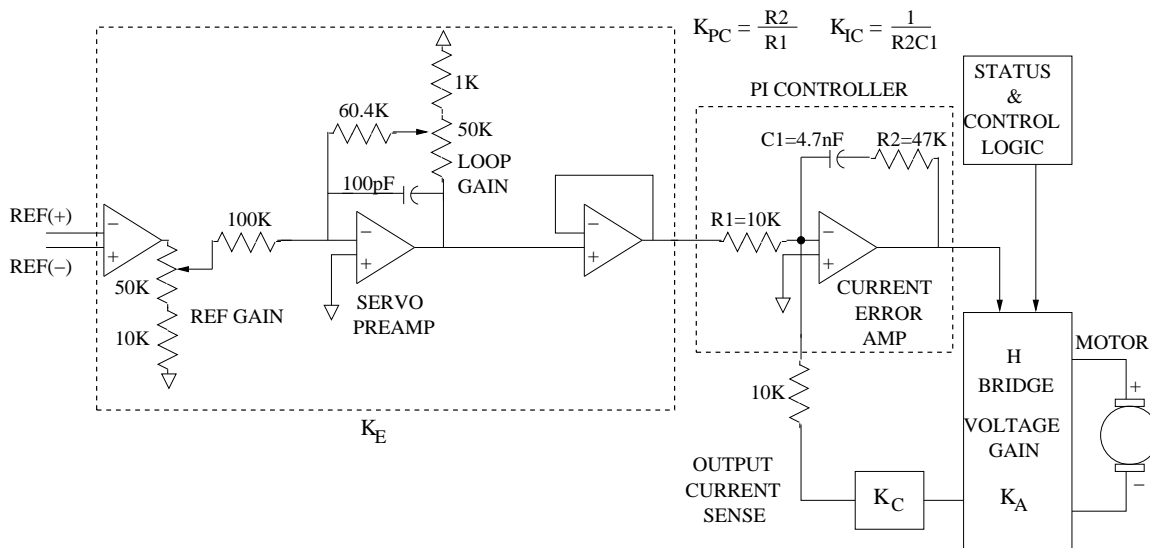 K_PC = R2/R1 K_IC = 1/R2C1
1K
60.4K
50K
LOOP
GAIN
100pF
REF(+)
REF(−)
100K
−
+
50K
REF GAIN
10K
−
+
SERVO
PREAMP
−
+
K_E
PI CONTROLLER
C1=4.7nF
R2=47K
R1=10K
−
+
CURRENT
ERROR
AMP
STATUS
&
CONTROL
LOGIC
10K
OUTPUT
CURRENT
SENSE
K_C
H
BRIDGE
VOLTAGE
GAIN
K_A
MOTOR
+
−